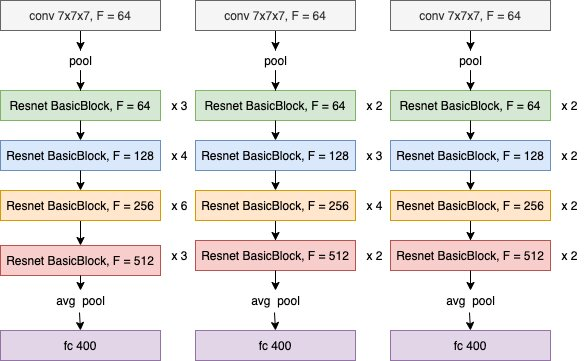 conv 7x7x7, F = 64
pool
Resnet BasicBlock, F = 64 x 3
Resnet BasicBlock, F = 128 x 4
Resnet BasicBlock, F = 256 x 6
Resnet BasicBlock, F = 512 x 3
avg pool
fc 400
conv 7x7x7, F = 64
pool
Resnet BasicBlock, F = 64 x 2
Resnet BasicBlock, F = 128 x 3
Resnet BasicBlock, F = 256 x 4
Resnet BasicBlock, F = 512 x 2
avg pool
fc 400
conv 7x7x7, F = 64
pool
Resnet BasicBlock, F = 64 x 2
Resnet BasicBlock, F = 128 x 2
Resnet BasicBlock, F = 256 x 2
Resnet BasicBlock, F = 512 x 2
avg pool
fc 400